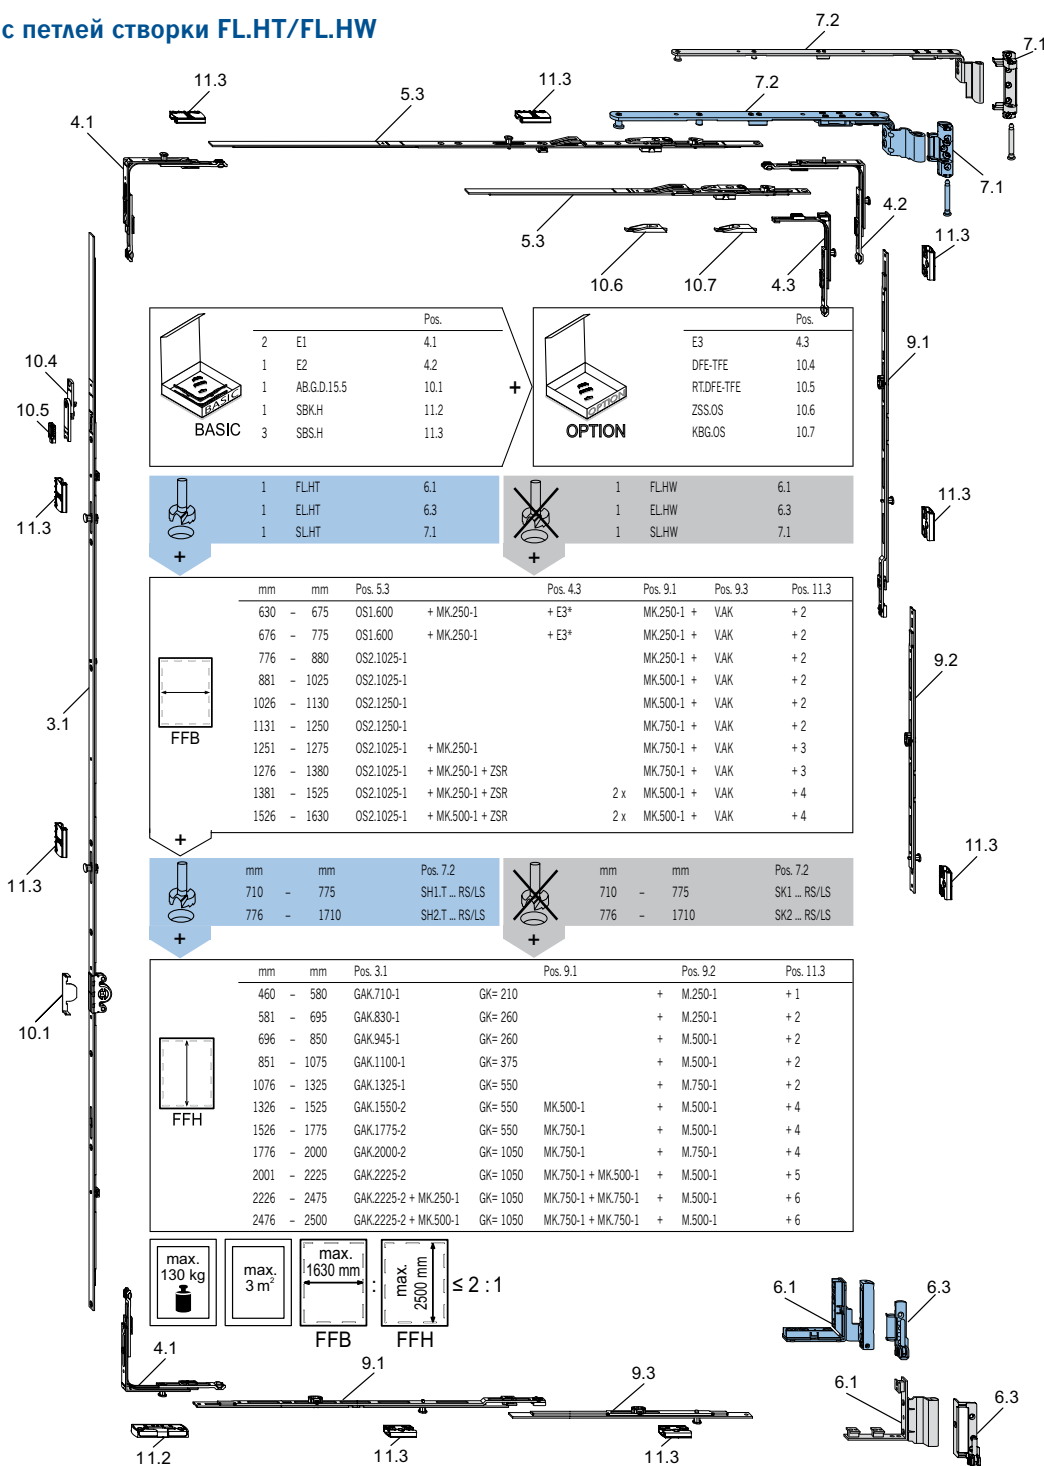 с петлей створки FL.HT/FL.HW
7.2
7.1
11.3
5.3
11.3
7.2
4.1
7.1
5.3
4.2
11.3
10.6
10.7
4.3
9.1
Pos.
2 E1 4.1
1 E2 4.2
1 AB.G.D.15.5 10.1
1 SBK.H 11.2
3 SBS.H 11.3
BASIC
BASIC
+
Pos.
E3 4.3
DFE-TFE 10.4
RT.DFE-TFE 10.5
ZSS.OS 10.6
KBG.OS 10.7
OPTION
OPTION
10.4
10.5
11.3
11.3
1 FL.HT 6.1
1 EL.HT 6.3
1 SL.HT 7.1
+
1 FL.HW 6.1
1 EL.HW 6.3
1 SL.HW 7.1
+
mm mm Pos. 5.3 Pos. 4.3 Pos. 9.1 Pos. 9.3 Pos. 11.3
630 – 675 OS1.600 + MK.250-1 + E3* MK.250-1 + V.AK + 2
676 – 775 OS1.600 + MK.250-1 + E3* MK.250-1 + V.AK + 2
776 – 880 OS2.1025-1 MK.250-1 + V.AK + 2
881 – 1025 OS2.1025-1 MK.500-1 + V.AK + 2
1026 – 1130 OS2.1250-1 MK.500-1 + V.AK + 2
1131 – 1250 OS2.1250-1 MK.750-1 + V.AK + 2
1251 – 1275 OS2.1025-1 + MK.250-1 MK.750-1 + V.AK + 3
1276 – 1380 OS2.1025-1 + MK.250-1 + ZSR MK.750-1 + V.AK + 3
1381 – 1525 OS2.1025-1 + MK.250-1 + ZSR 2 x MK.500-1 + V.AK + 4
1526 – 1630 OS2.1025-1 + MK.500-1 + ZSR 2 x MK.500-1 + V.AK + 4
FFB
+
3.1
9.2
11.3
11.3
mm mm Pos. 7.2
710 – 775 SH1.T ... RS/LS
776 – 1710 SH2.T ... RS/LS
+
mm mm Pos. 7.2
710 – 775 SK1 ... RS/LS
776 – 1710 SK2 ... RS/LS
+
10.1
mm mm Pos. 3.1 Pos. 9.1 Pos. 9.2 Pos. 11.3
460 – 580 GAK.710-1 GK= 210 + M.250-1 + 1
581 – 695 GAK.830-1 GK= 260 + M.250-1 + 2
696 – 850 GAK.945-1 GK= 260 + M.500-1 + 2
851 – 1075 GAK.1100-1 GK= 375 + M.500-1 + 2
1076 – 1325 GAK.1325-1 GK= 550 + M.750-1 + 2
1326 – 1525 GAK.1550-2 GK= 550 MK.500-1 + M.500-1 + 4
1526 – 1775 GAK.1775-2 GK= 550 MK.750-1 + M.500-1 + 4
1776 – 2000 GAK.2000-2 GK= 1050 MK.750-1 + M.750-1 + 4
2001 – 2225 GAK.2225-2 GK= 1050 MK.750-1 + MK.500-1 + M.500-1 + 5
2226 – 2475 GAK.2225-2 + MK.250-1 GK= 1050 MK.750-1 + MK.750-1 + M.500-1 + 6
2476 – 2500 GAK.2225-2 + MK.500-1 GK= 1050 MK.750-1 + MK.750-1 + M.500-1 + 6
FFH
max.
130 kg
max.
3 m²
max.
1630 mm
FFB
:
max.
2500 mm
FFH
≤ 2 : 1
6.1
6.3
4.1
9.1
9.3
6.1
6.3
11.2
11.3
11.3